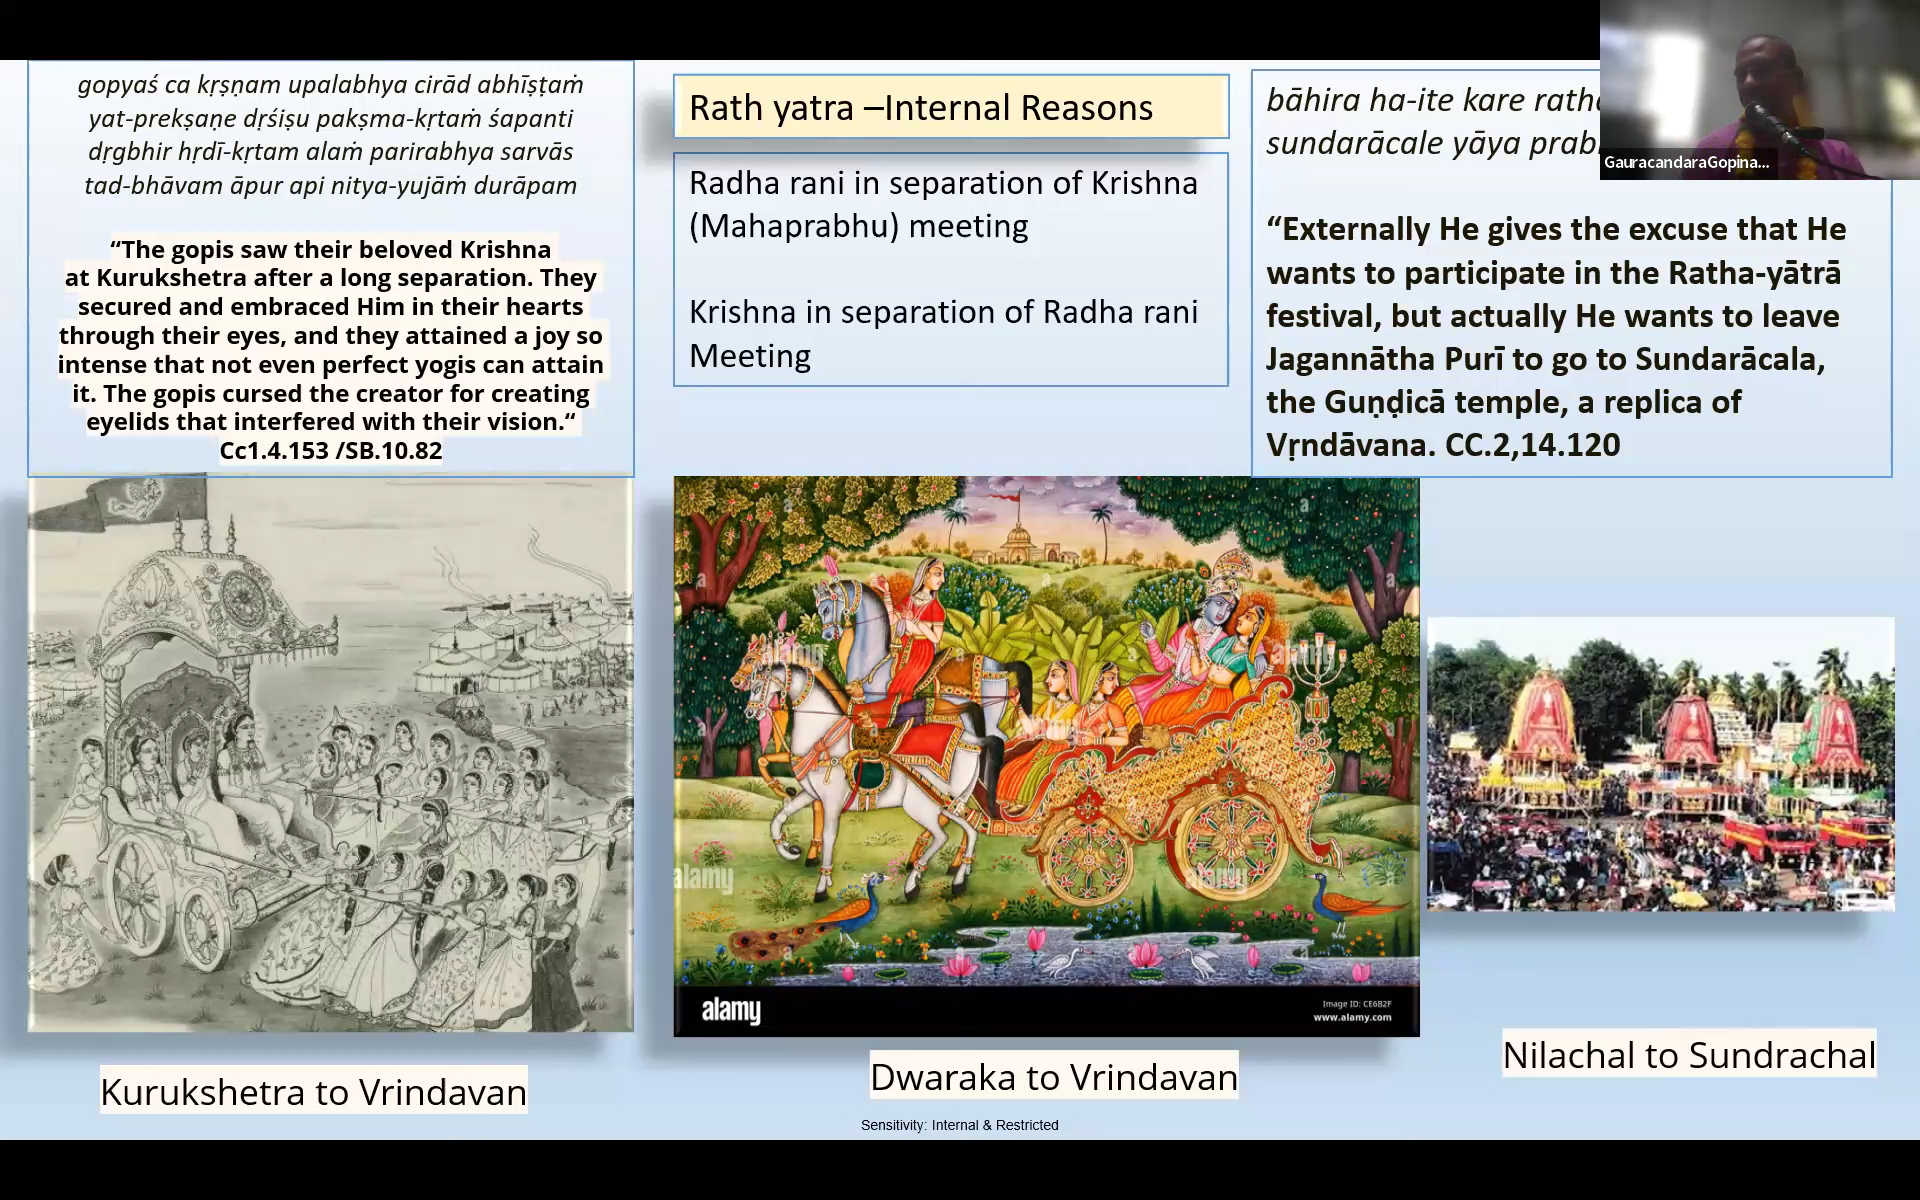 gopyaś ca kṛṣṇam upalabhya cirād abhīṣṭaṁ
yat-prekṣaṇe dṛśiṣu pakṣma-kṛtaṁ śapanti
dṛgbhir hṛdī-kṛtam alaṁ parirabhya sarvās
tad-bhāvam āpur api nitya-yujāṁ durāpam
“The gopis saw their beloved Krishna
at Kurukshetra after a long separation. They
secured and embraced Him in their hearts
through their eyes, and they attained a joy so
intense that not even perfect yogis can attain
it. The gopis cursed the creator for creating
eyelids that interfered with their vision.“
Cc1.4.153 /SB.10.82
Kurukshetra to Vrindavan
Rath yatra –Internal Reasons
Radha rani in separation of Krishna
(Mahaprabhu) meeting
Krishna in separation of Radha rani
Meeting
alamy
alamy
alamy
alamy
alamy
alamy
Image ID: CE6B2F
www.alamy.com
Dwaraka to Vrindavan
bāhira ha-ite kare
sundarācale yāya
“Externally He gives the excuse that He
wants to participate in the Ratha-yātrā
festival, but actually He wants to leave
Jagannātha Purī to go to Sundarācala,
the Guṇḍicā temple, a replica of
Vṛndāvana. CC.2,14.120
GauracandaraGopina...
Nilachal to Sundrachal
Sensitivity: Internal & Restricted